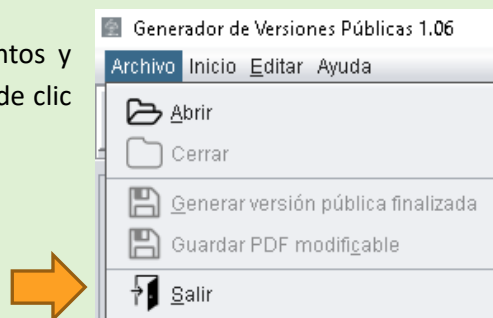 ntos y
de clic
Generador de Versiones Públicas 1.06
Archivo Inicio Editar Ayuda
Abrir
Cerrar
Generar versión pública finalizada
Guardar PDF modificable
Salir